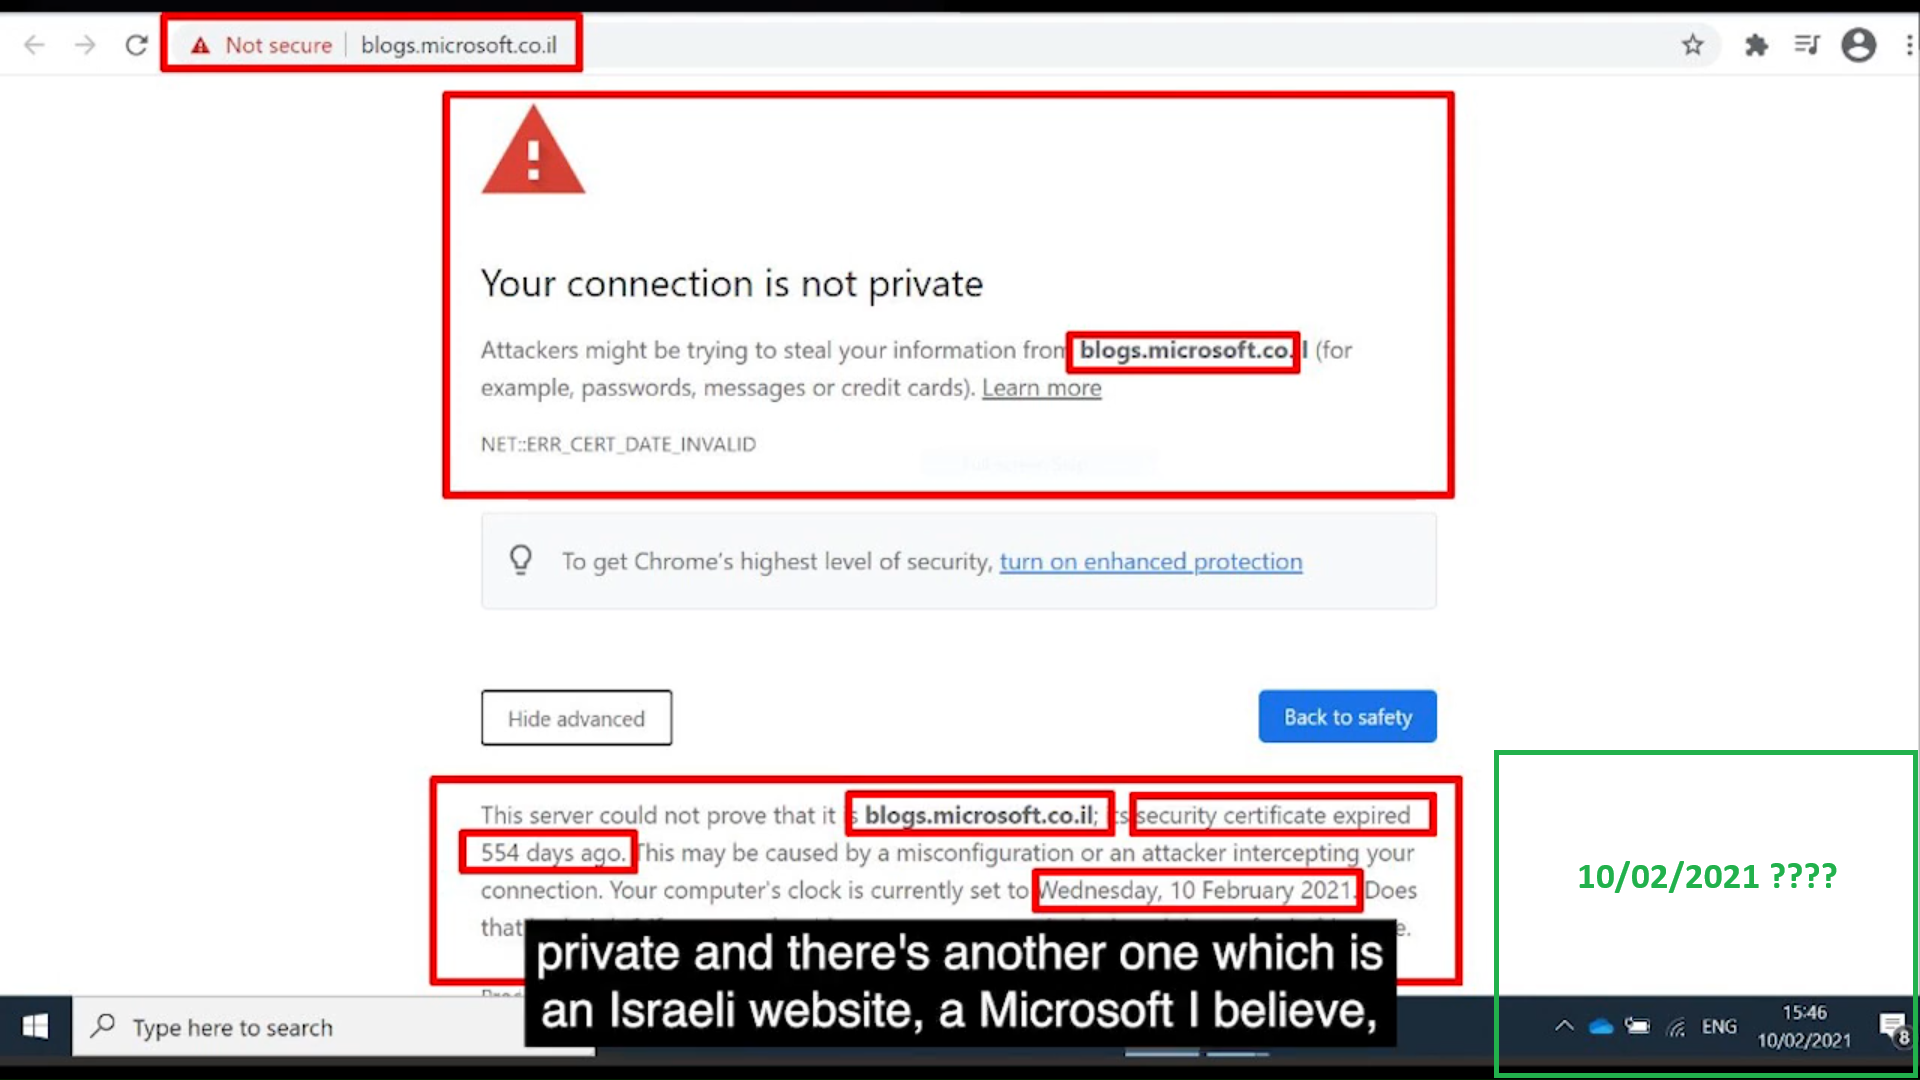 Not secure | blogs.microsoft.co.il
Your connection is not private
Attackers might be trying to steal your information from blogs.microsoft.co.il (for
example, passwords, messages or credit cards). Learn more
NET::ERR_CERT_DATE_INVALID
To get Chrome's highest level of security, turn on enhanced protection
Hide advanced
Back to safety
This server could not prove that it is blogs.microsoft.co.il; its security certificate expired
554 days ago. This may be caused by a misconfiguration or an attacker intercepting your
connection. Your computer's clock is currently set to Wednesday, 10 February 2021. Does
that
10/02/2021 ????
private and there's another one which is
an Israeli website, a Microsoft I believe,
Type here to search
ENG
15:46
10/02/2021
8